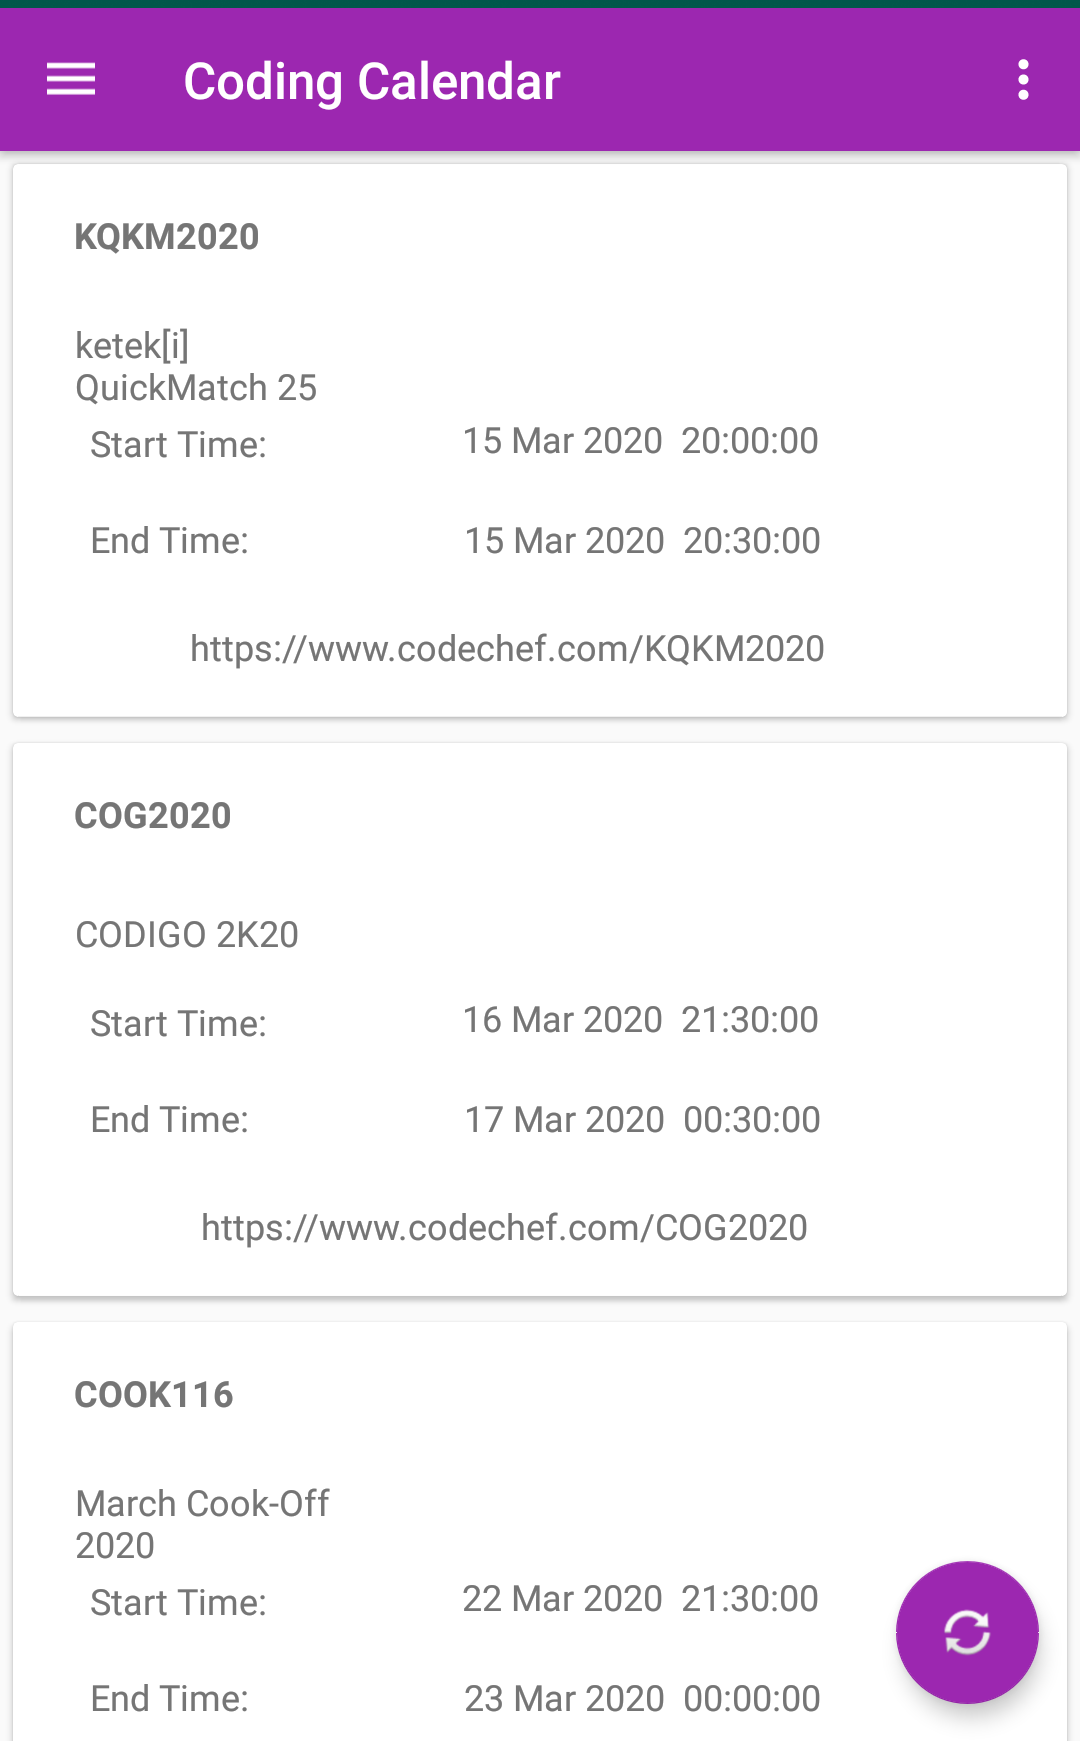 Coding Calendar
KQKM2020
ketek[i]
QuickMatch 25
Start Time: 15 Mar 2020 20:00:00
End Time: 15 Mar 2020 20:30:00
https://www.codechef.com/KQKM2020
COG2020
CODIGO 2K20
Start Time: 16 Mar 2020 21:30:00
End Time: 17 Mar 2020 00:30:00
https://www.codechef.com/COG2020
COOK116
March Cook-Off
2020
Start Time: 22 Mar 2020 21:30:00
End Time: 23 Mar 2020 00:00:00